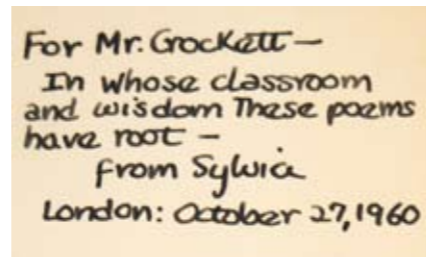 For Mr. Crockett —
In whose classroom
and wisdom These poems
have root —
from Sylvia
London: October 27, 1960